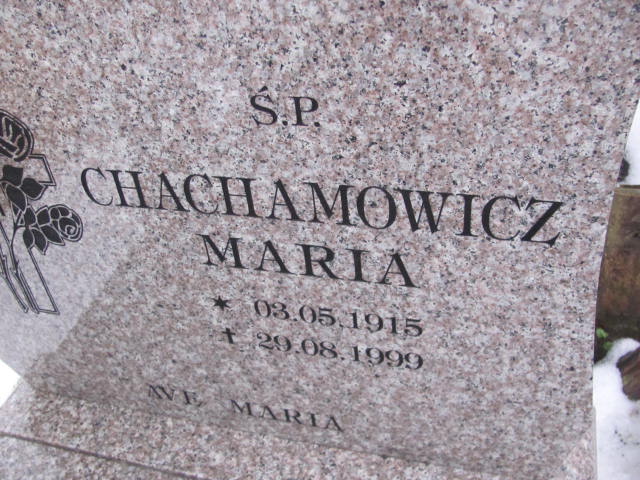 Ś.P.
CHACHAMOWICZ
MARIA
* 03.05.1915
† 29.08.1999
AVE MARIA